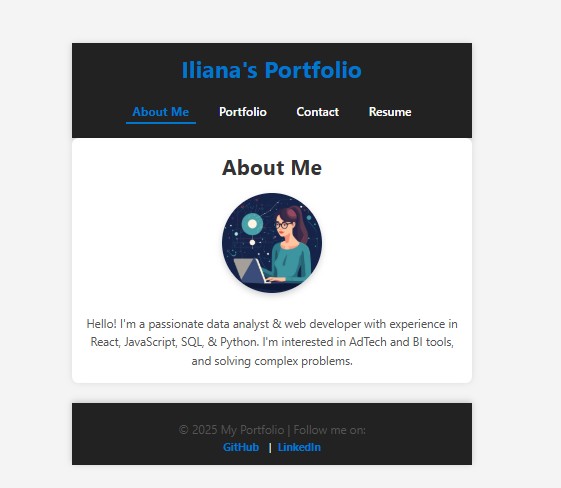 Iliana's Portfolio
About Me Portfolio Contact Resume
About Me
Hello! I'm a passionate data analyst & web developer with experience in
React, JavaScript, SQL, & Python. I'm interested in AdTech and BI tools,
and solving complex problems.
© 2025 My Portfolio | Follow me on:
GitHub | LinkedIn